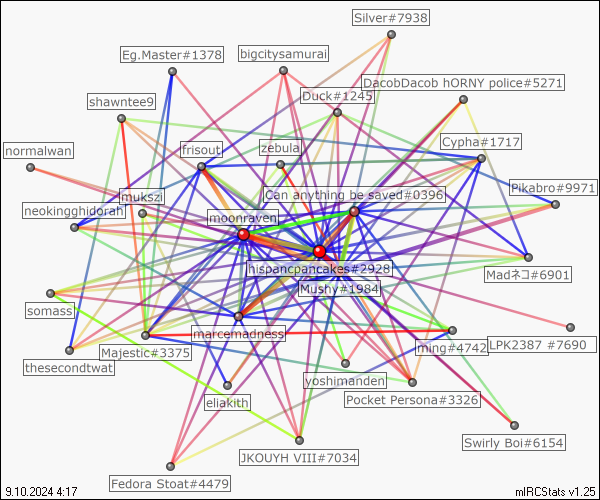 Silver#7938
Eg.Master#1378
bigcitysamurai
DacobDacob hORNY police#5271
Duck#1245
shawntee9
Cypha#1717
normalwan
frisout
zebula
Pikabro#9971
mukszi
Can anything be saved#0396
neokingghidorah
moonraven
hispancpancakes#2928
Madネコ#6901
Mushy#1984
somass
marcemadness
LPK2387 #7690
Majestic#3375
ming#4742
thesecondtwat
yoshimanden
eliakith
Pocket Persona#3326
Swirly Boi#6154
JKOUYH VIII#7034
Fedora Stoat#4479
9.10.2024 4:17
mIRCStats v1.25